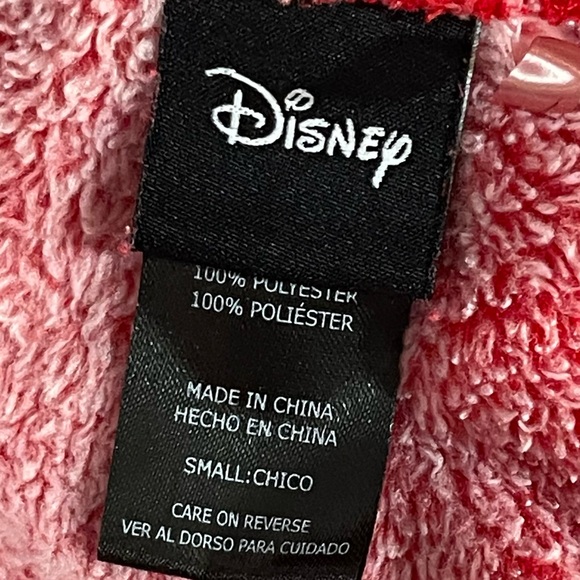 Disney
100% POLYESTER
100% POLIÉSTER
MADE IN CHINA
HECHO EN CHINA
SMALL:CHICO
CARE ON REVERSE
VER AL DORSO PARA CUIDADO